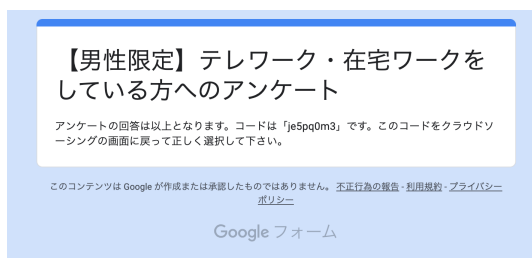 【男性限定】テレワーク・在宅ワークを
している方へのアンケート
アンケートの回答は以上となります。コードは「je5pq0m3」です。このコードをクラウドソ
ーシングの画面に戻って正しく選択して下さい。
このコンテンツは Google が作成または承認したものではありません。 不正行為の報告 - 利用規約 - プライバシー
ポリシー
Google フォーム